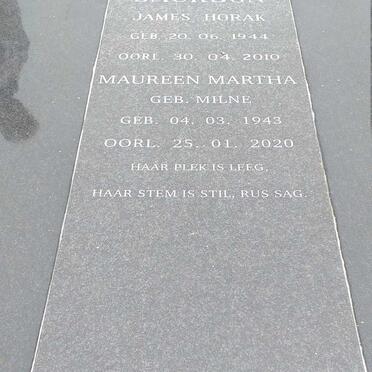 JAMES HORAK
GEB. 20. 06. 1944
OORL. 30. 04. 2010
MAUREEN MARTHA
GEB. MILNE
GEB. 04. 03. 1943
OORL. 25. 01. 2020
HAAR PLEK IS LEEG,
HAAR STEM IS STIL, RUS SAG.